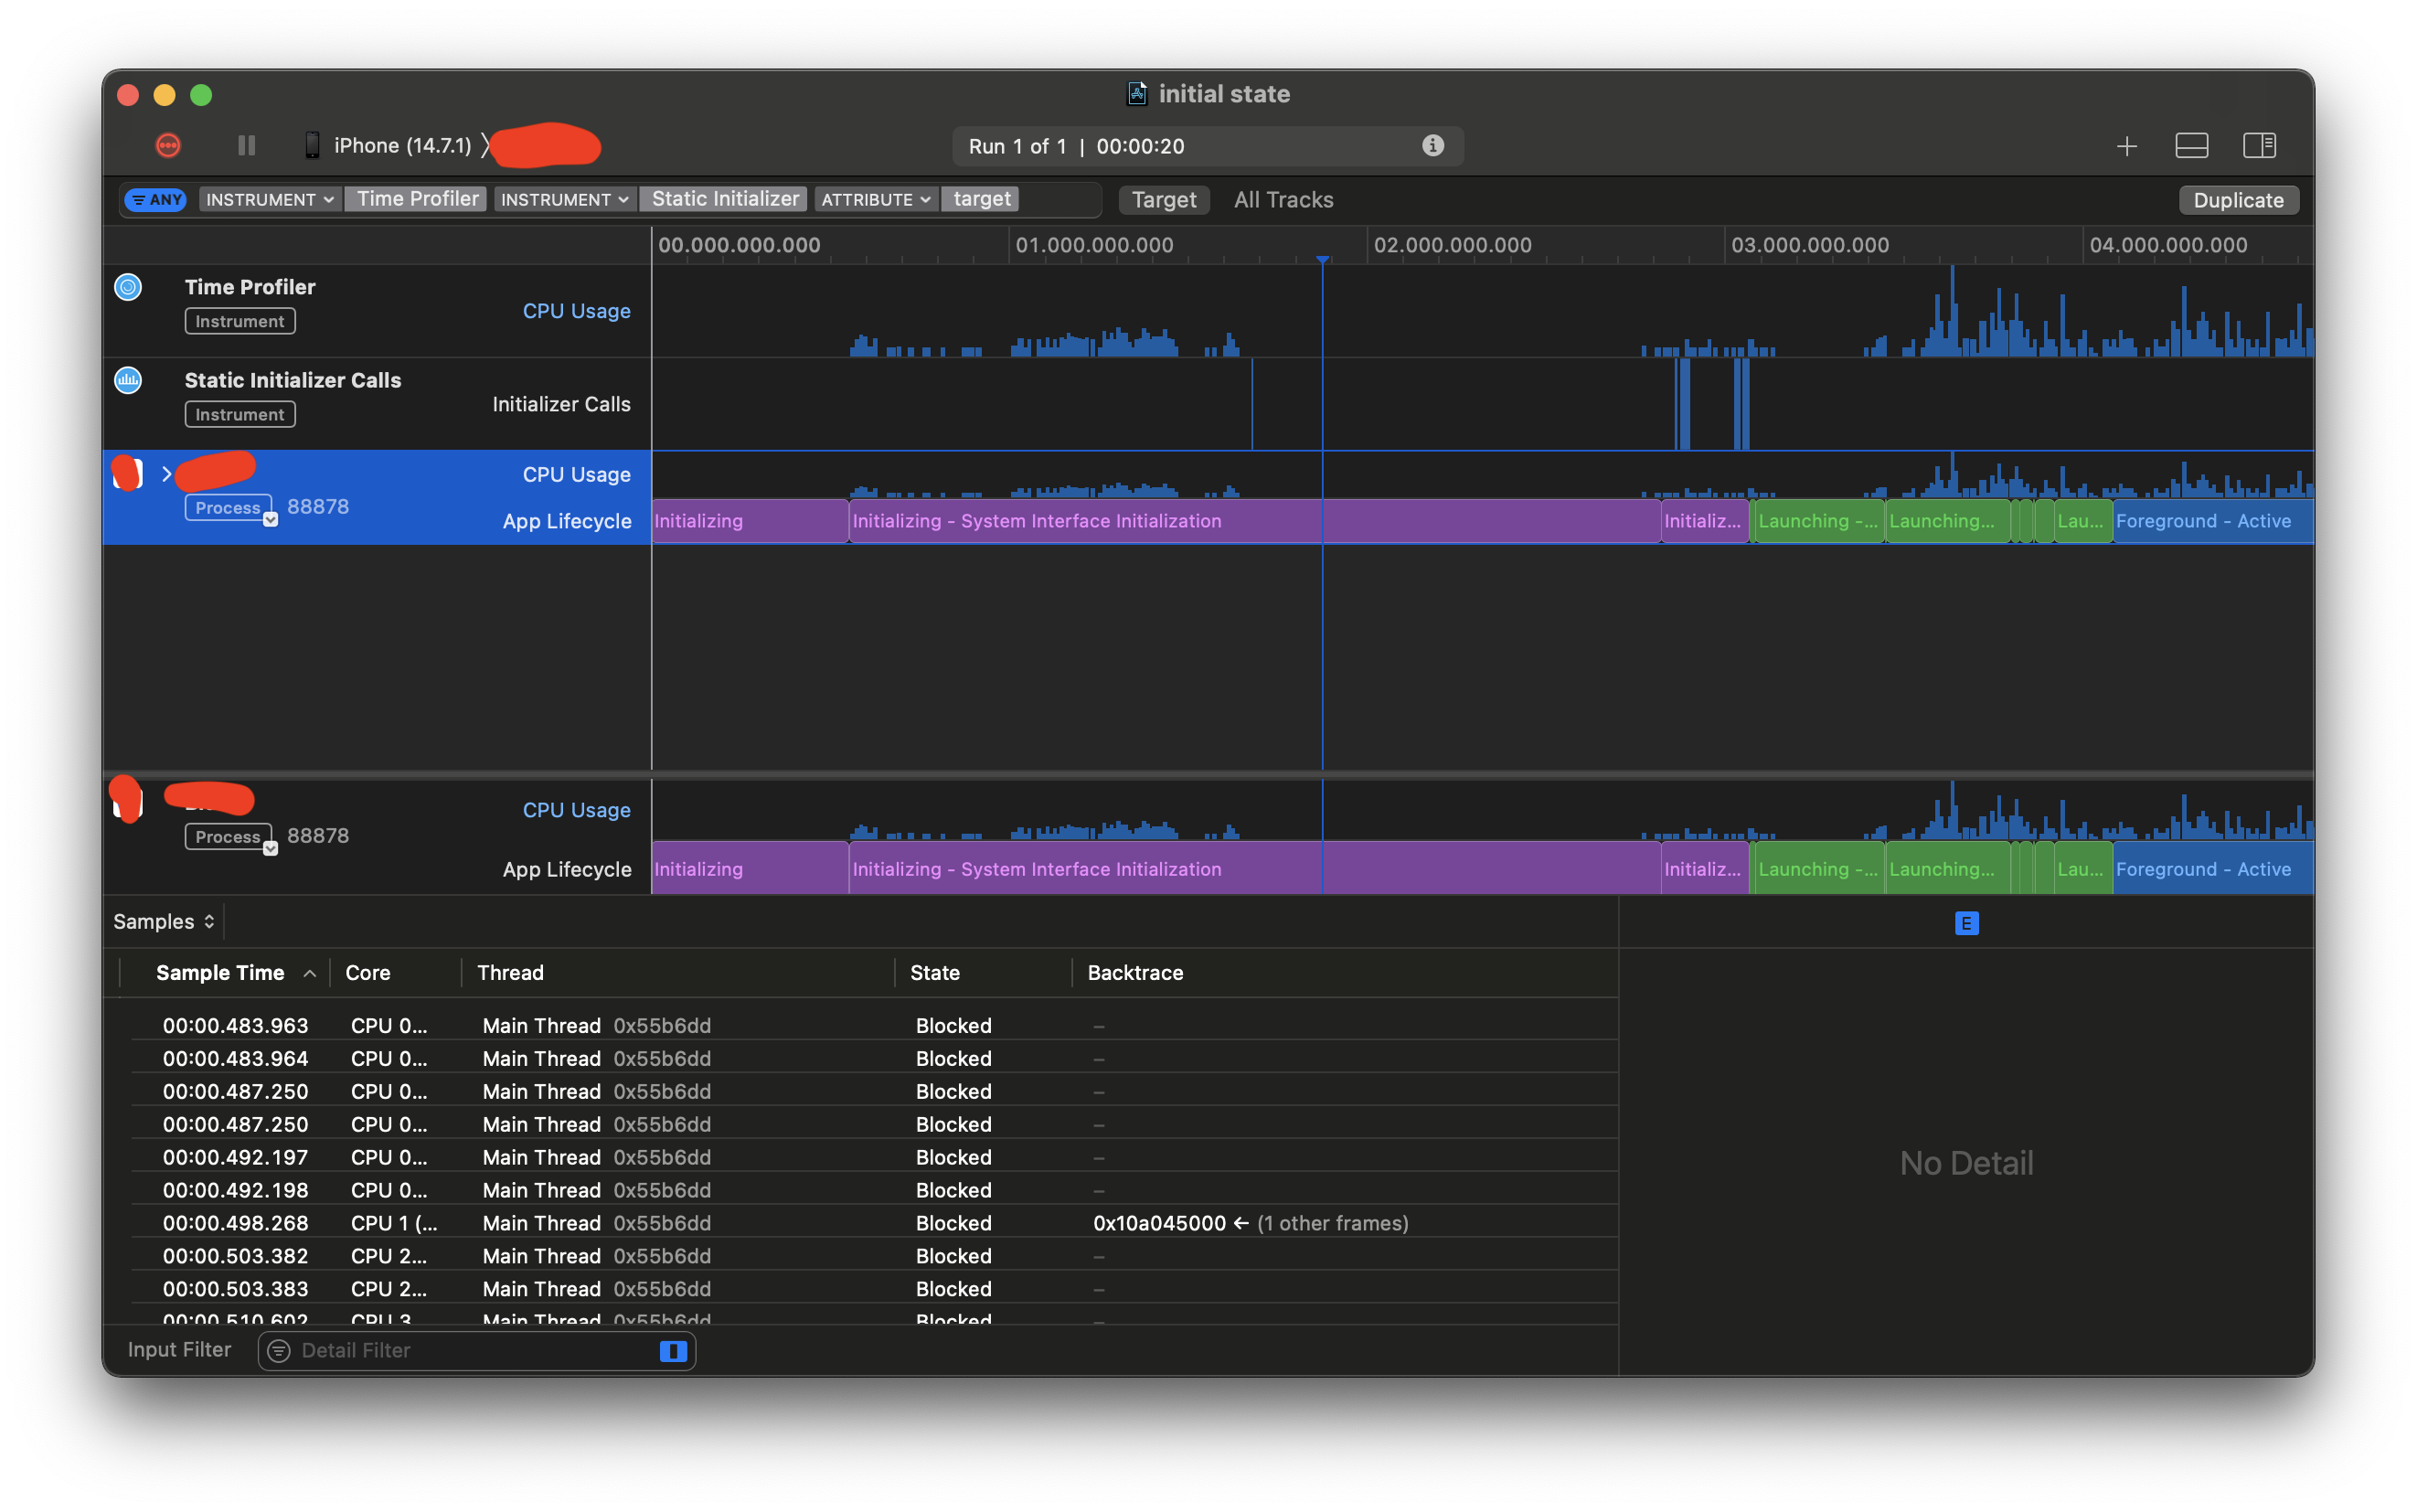 initial state
iPhone (14.7.1)
Run 1 of 1 | 00:00:20
ANY INSTRUMENT Time Profiler INSTRUMENT Static Initializer ATTRIBUTE target Target All Tracks Duplicate
00.000.000.000 01.000.000.000 02.000.000.000 03.000.000.000 04.000.000.000
Time Profiler
Instrument
CPU Usage
Static Initializer Calls
Instrument
Initializer Calls
CPU Usage
Process 88878
App Lifecycle
Initializing Initializing - System Interface Initialization Initializ... Launching -... Launching... Lau... Foreground - Active
CPU Usage
Process 88878
App Lifecycle
Initializing Initializing - System Interface Initialization Initializ... Launching -... Launching... Lau... Foreground - Active
Samples
E
Sample Time Core Thread State Backtrace
00:00.483.963 CPU 0... Main Thread 0x55b6dd Blocked –
00:00.483.964 CPU 0... Main Thread 0x55b6dd Blocked –
00:00.487.250 CPU 0... Main Thread 0x55b6dd Blocked –
00:00.487.250 CPU 0... Main Thread 0x55b6dd Blocked –
00:00.492.197 CPU 0... Main Thread 0x55b6dd Blocked –
00:00.492.198 CPU 0... Main Thread 0x55b6dd Blocked –
00:00.498.268 CPU 1 (... Main Thread 0x55b6dd Blocked 0x10a045000 ← (1 other frames)
00:00.503.382 CPU 2... Main Thread 0x55b6dd Blocked –
00:00.503.383 CPU 2... Main Thread 0x55b6dd Blocked –
00:00.510.602 CPU 3 Main Thread 0x55b6dd Blocked –
No Detail
Input Filter Detail Filter